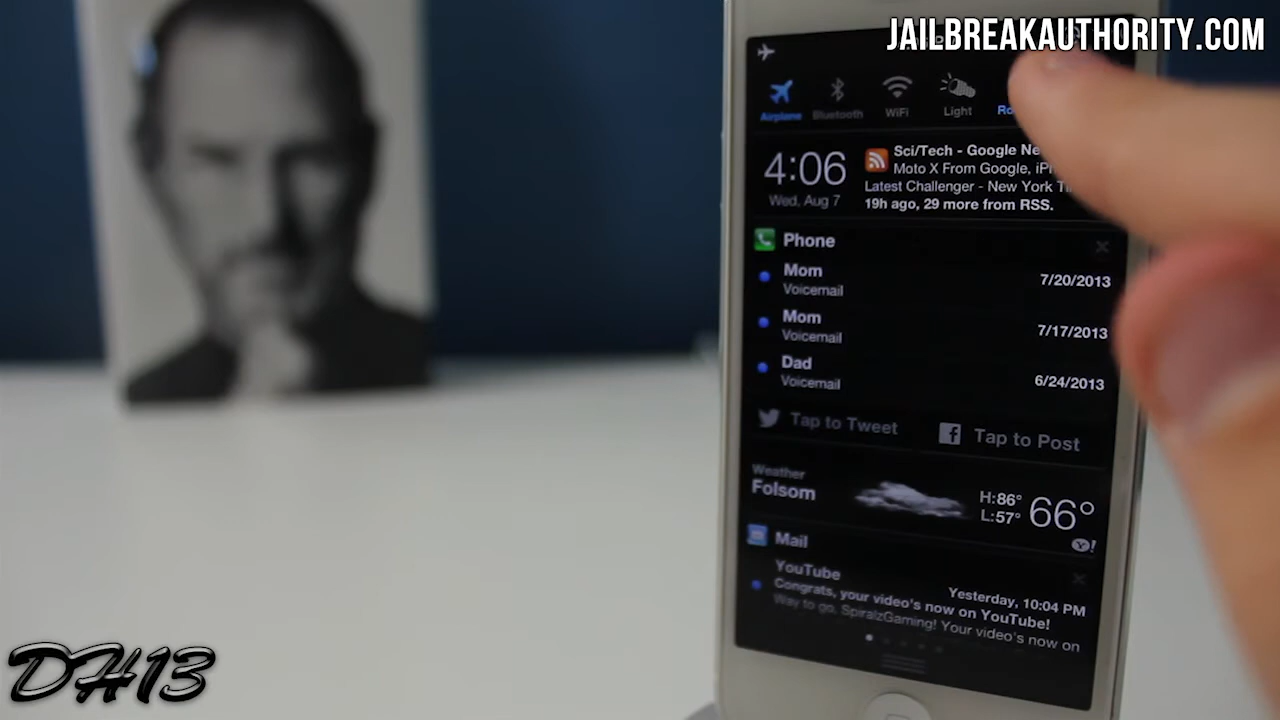 JAILBREAKAUTHORITY.COM
Airplane Bluetooth WiFi Light
4:06
Wed, Aug 7
Sci/Tech - Google
Moto X From Google,
Latest Challenger - New York
19h ago, 29 more from RSS.
Phone
Mom 7/20/2013
Voicemail
Mom 7/17/2013
Voicemail
Dad 6/24/2013
Voicemail
Tap to Tweet Tap to Post
Weather
Folsom
H:86°
L:57°
66°
Y!
Mail
YouTube Yesterday, 10:04 PM
Congrats, your video's now on YouTube!
Way to go, SpiralzGaming! Your video's now on
DH13